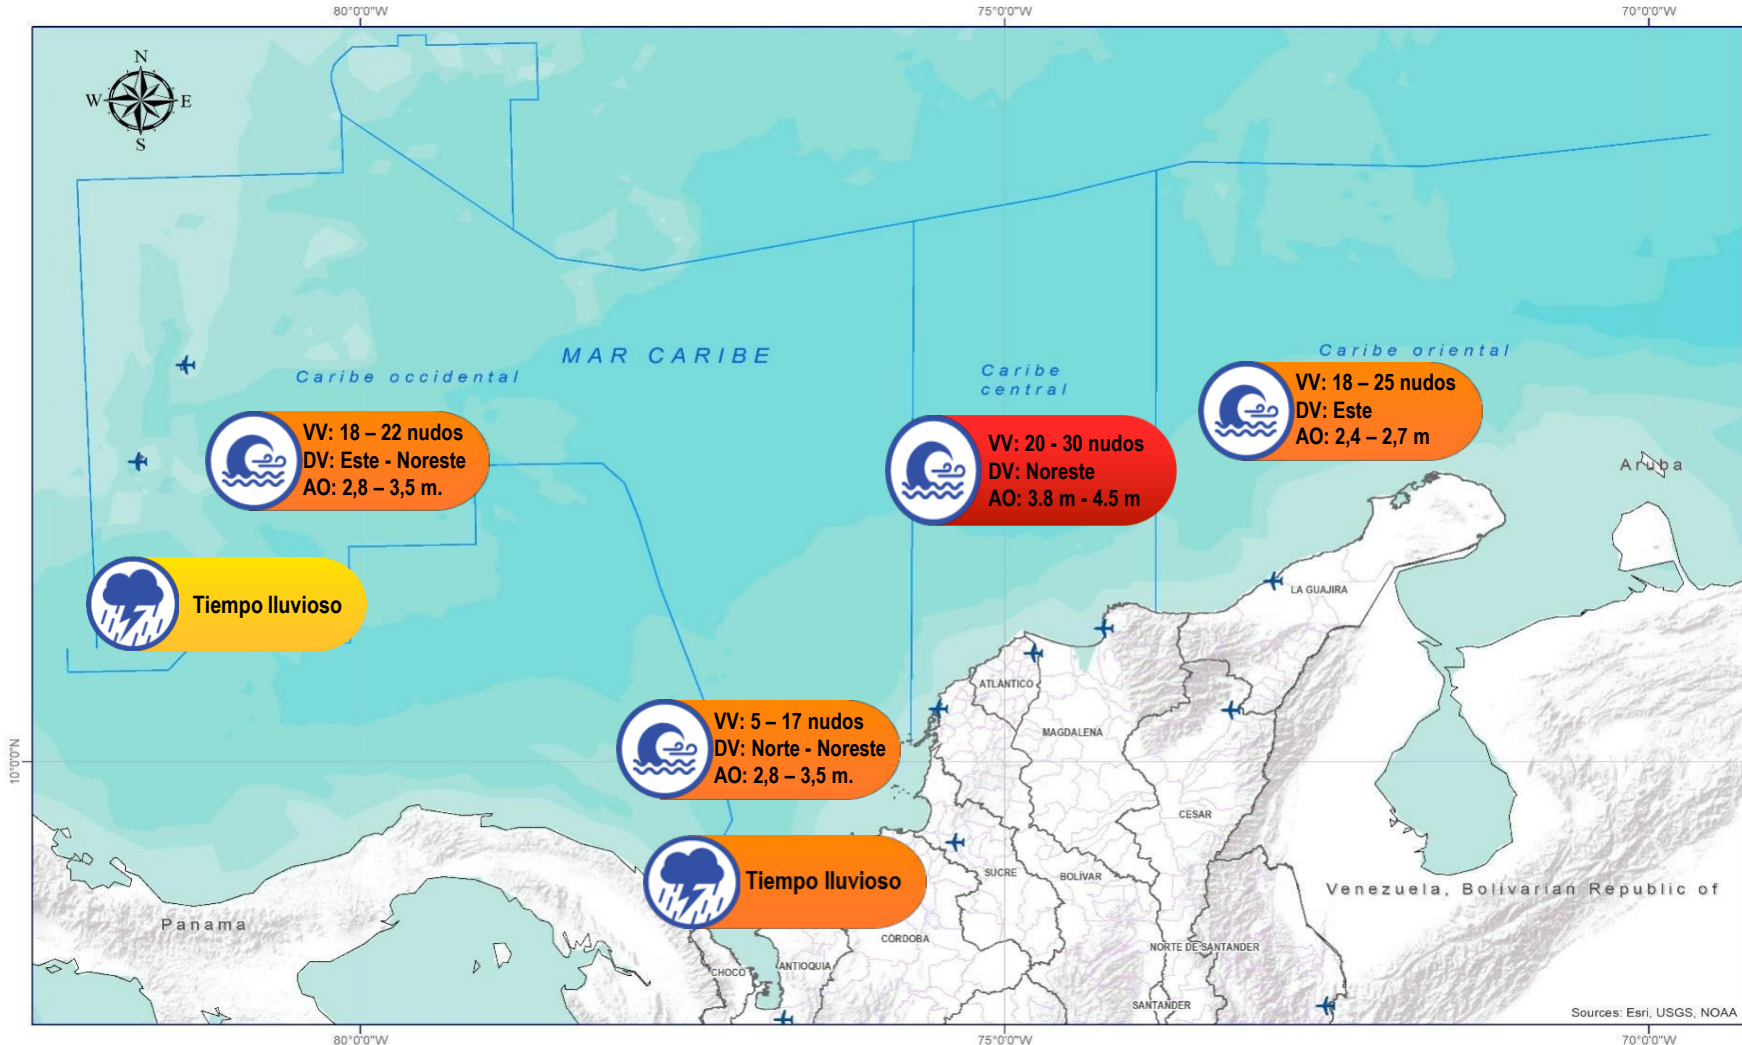 80°0'0"W
75°0'0"W
70°0'0"W
N
W
E
S
MAR CARIBE
Caribe occidental
Caribe
central
Caribe oriental
VV: 18 – 25 nudos
DV: Este
AO: 2,4 – 2,7 m
VV: 18 – 22 nudos
DV: Este - Noreste
AO: 2,8 – 3,5 m.
VV: 20 - 30 nudos
DV: Noreste
AO: 3.8 m - 4.5 m
Aruba
Tiempo lluvioso
LA GUAJIRA
ATLANTICO
MAGDALENA
VV: 5 – 17 nudos
DV: Norte - Noreste
AO: 2,8 – 3,5 m.
10°0'0"N
CESAR
Tiempo lluvioso
SUCRE
BOLÍVAR
Venezuela, Bolivarian Republic of
Panama
CÓRDOBA
NORTE DE SANTANDER
CHOCO
ANTIOQUIA
SANTANDER
Sources: Esri, USGS, NOAA
80°0'0"W
75°0'0"W
70°0'0"W